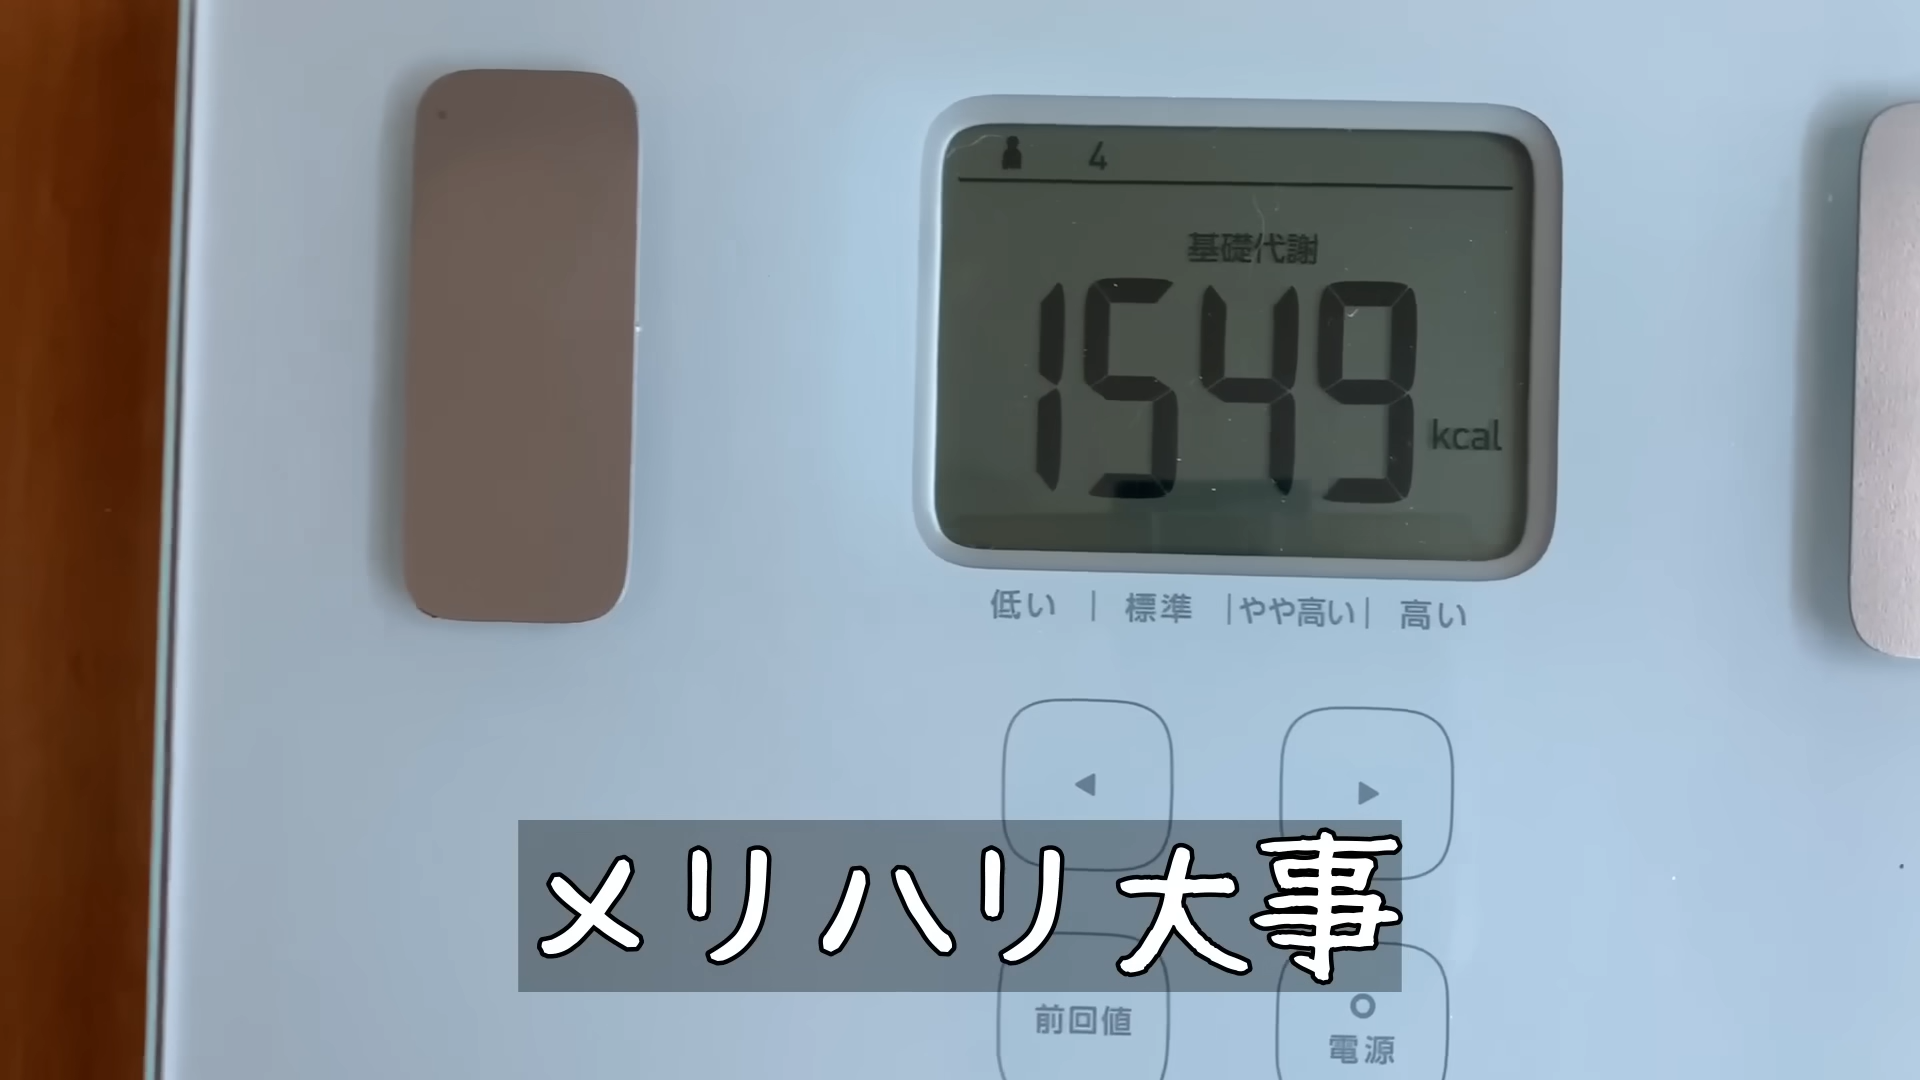 4
基礎代謝
1549 kcal
低い | 標準 | やや高い | 高い
メリハリ大事
前回値
電源